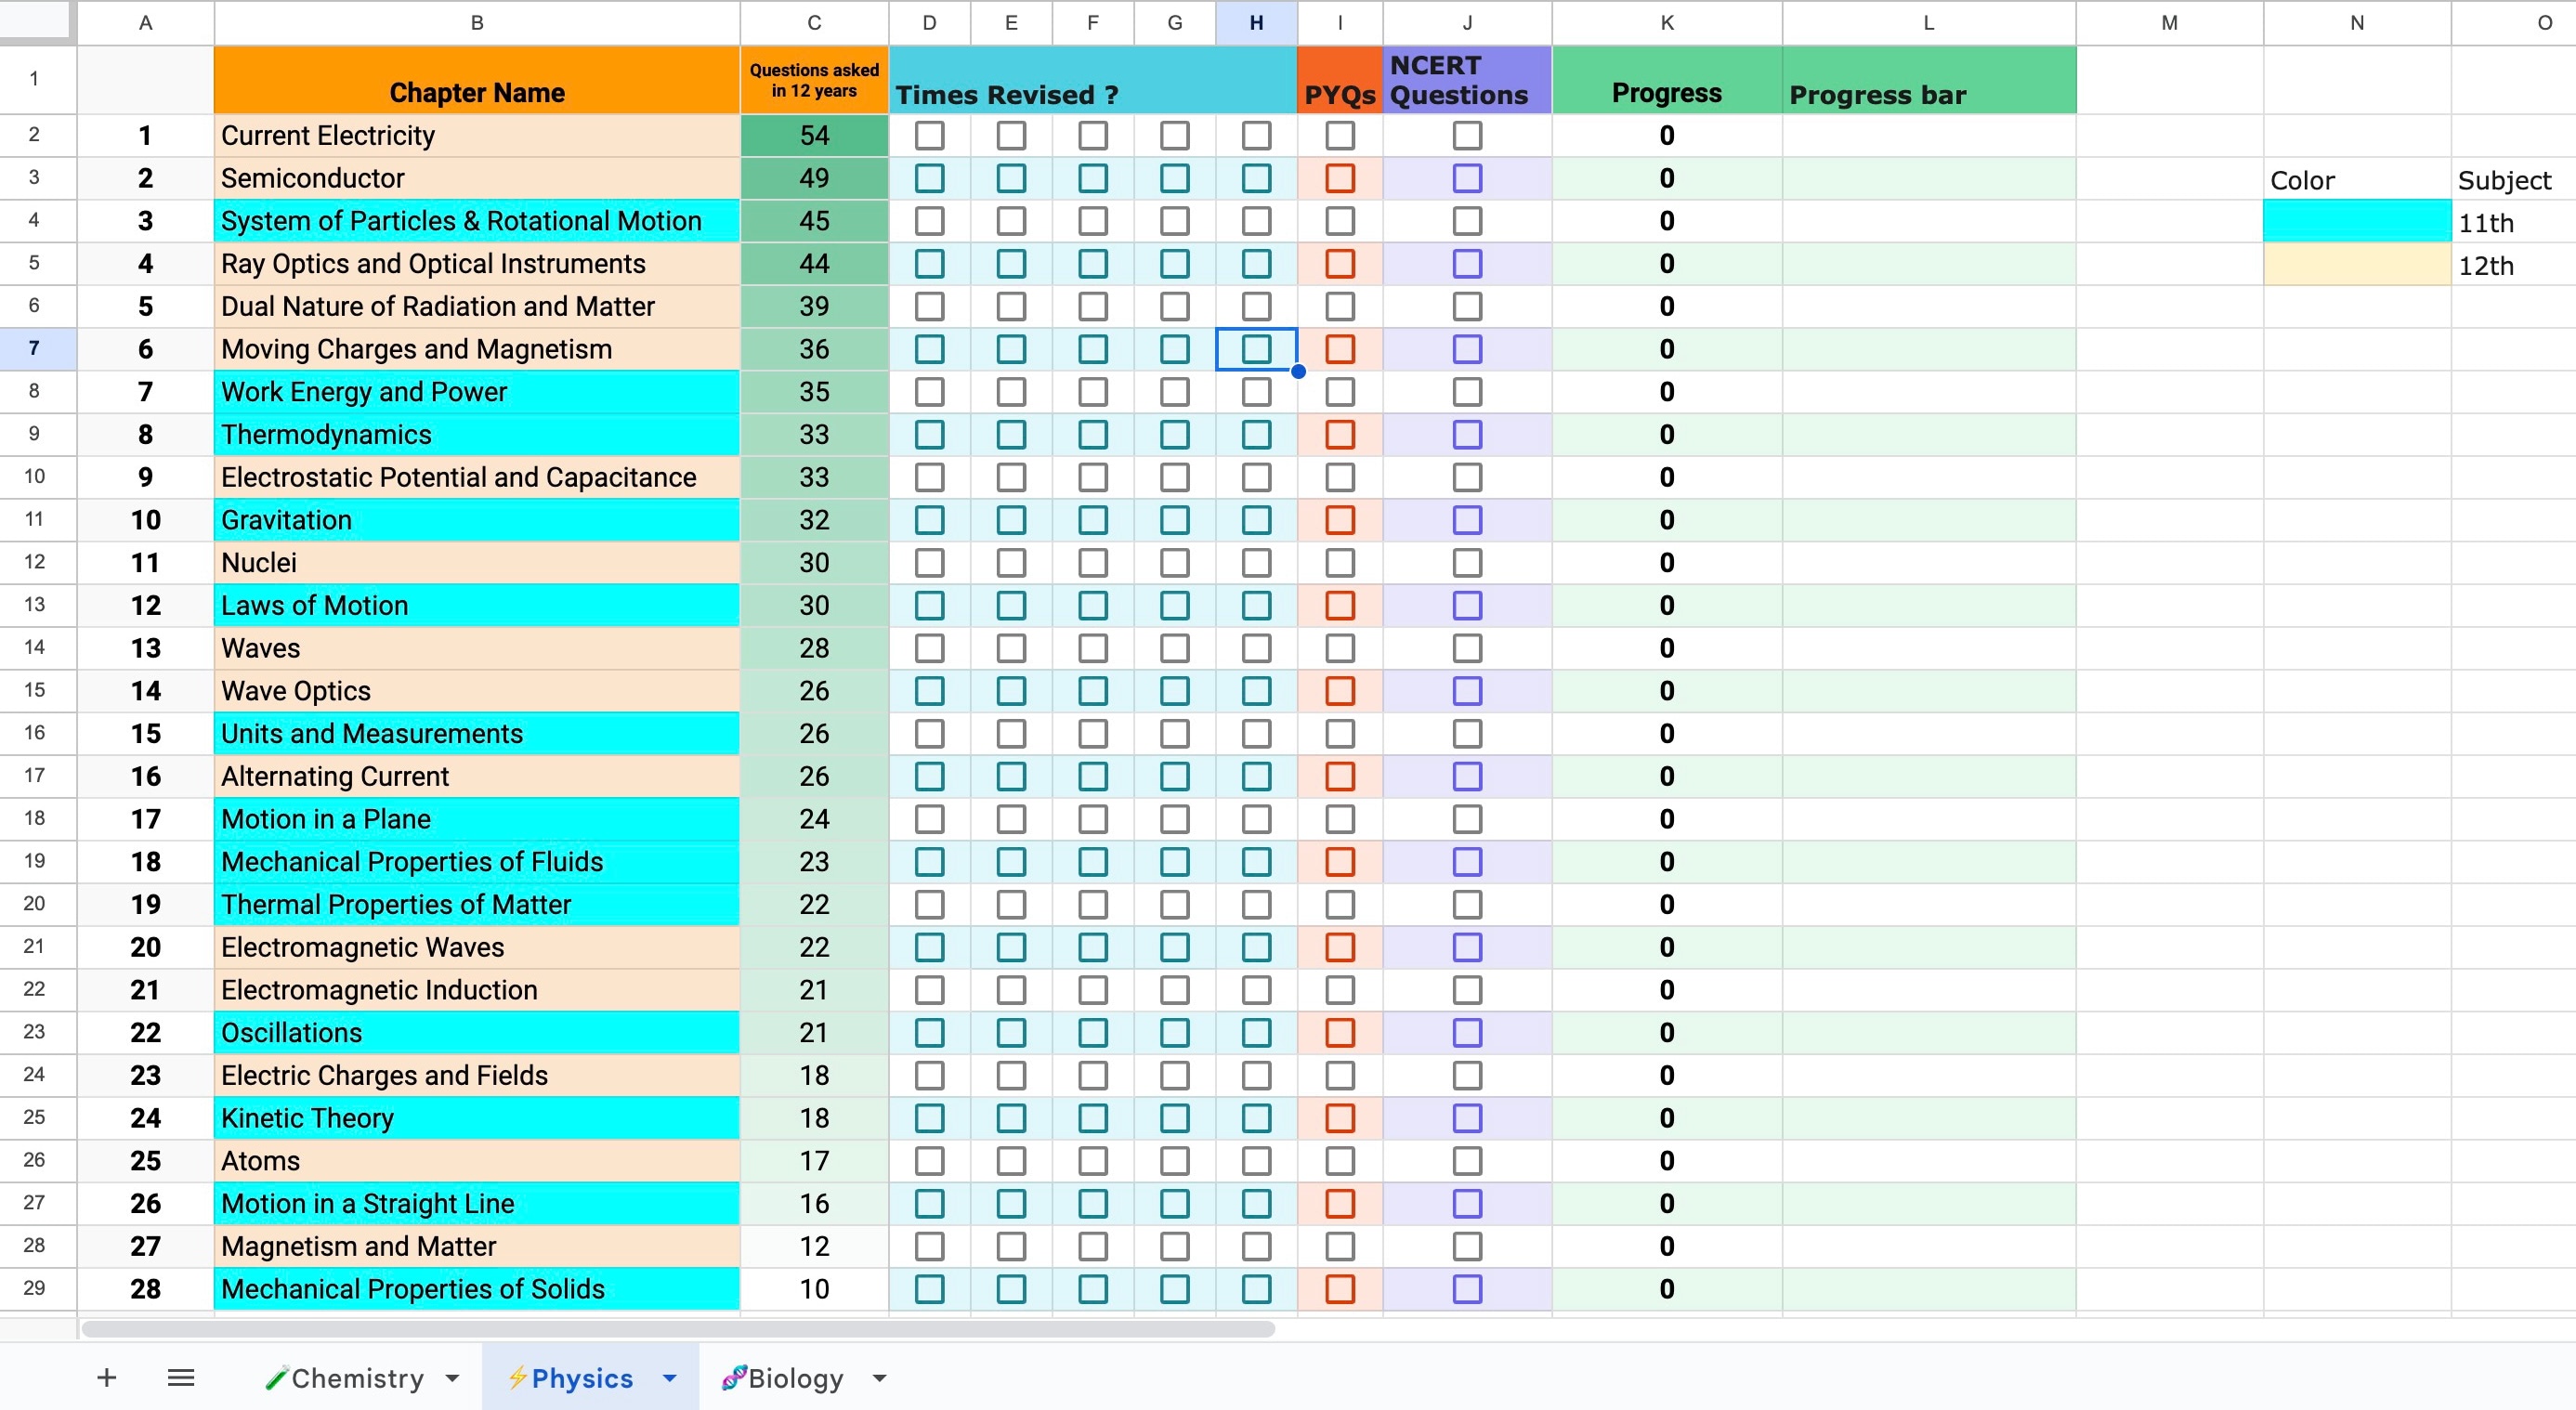 A B C D E F G H I J K L M N O
1 Chapter Name Questions asked in 12 years Times Revised ? PYQs NCERT Questions Progress Progress bar
2 1 Current Electricity 54 0
3 2 Semiconductor 49 0 Color Subject
4 3 System of Particles & Rotational Motion 45 0 11th
5 4 Ray Optics and Optical Instruments 44 0 12th
6 5 Dual Nature of Radiation and Matter 39 0
7 6 Moving Charges and Magnetism 36 0
8 7 Work Energy and Power 35 0
9 8 Thermodynamics 33 0
10 9 Electrostatic Potential and Capacitance 33 0
11 10 Gravitation 32 0
12 11 Nuclei 30 0
13 12 Laws of Motion 30 0
14 13 Waves 28 0
15 14 Wave Optics 26 0
16 15 Units and Measurements 26 0
17 16 Alternating Current 26 0
18 17 Motion in a Plane 24 0
19 18 Mechanical Properties of Fluids 23 0
20 19 Thermal Properties of Matter 22 0
21 20 Electromagnetic Waves 22 0
22 21 Electromagnetic Induction 21 0
23 22 Oscillations 21 0
24 23 Electric Charges and Fields 18 0
25 24 Kinetic Theory 18 0
26 25 Atoms 17 0
27 26 Motion in a Straight Line 16 0
28 27 Magnetism and Matter 12 0
29 28 Mechanical Properties of Solids 10 0
Chemistry Physics Biology